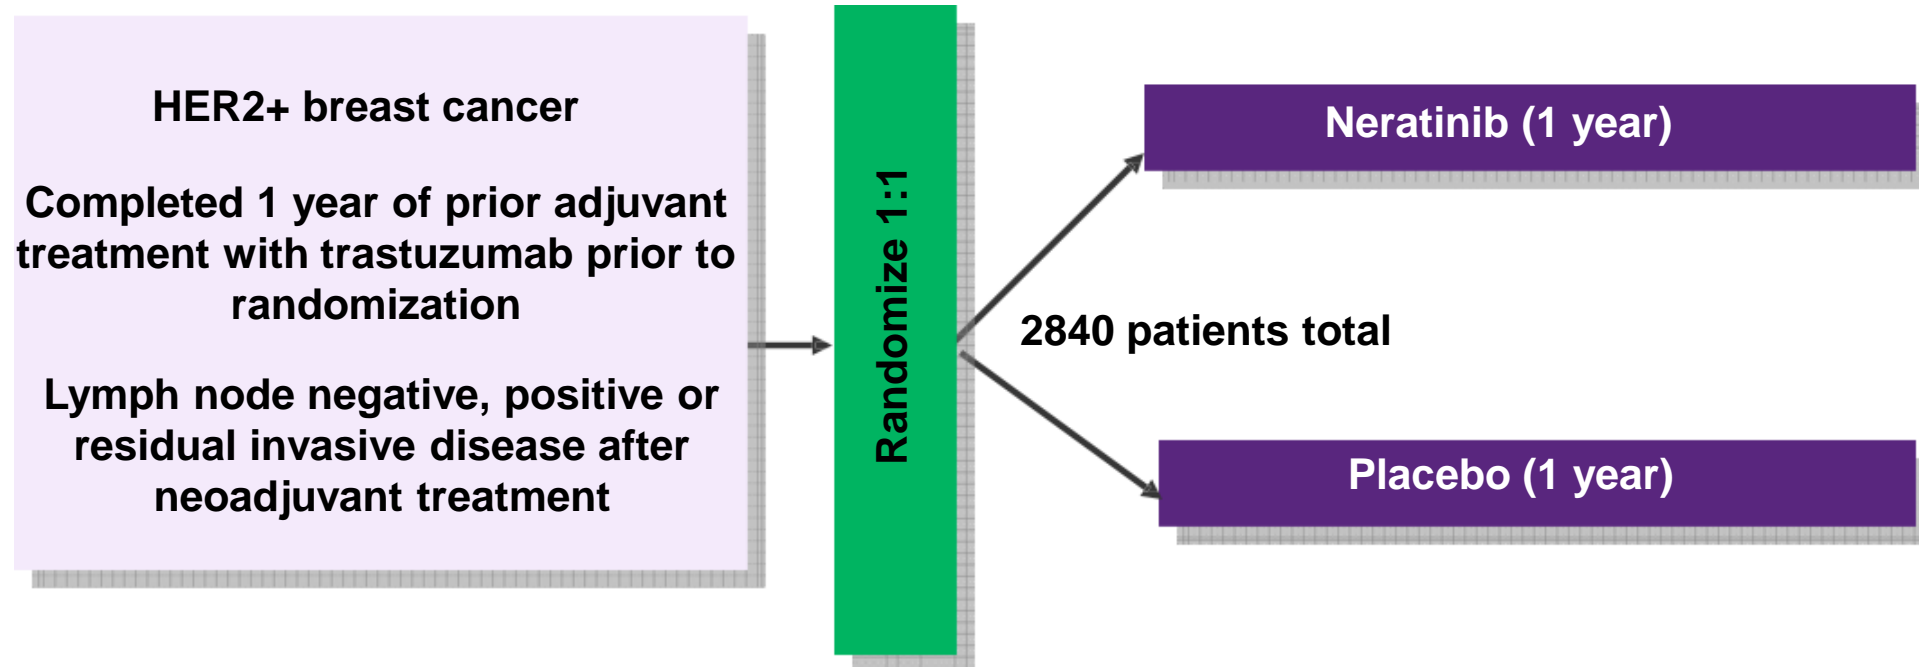 HER2+ breast cancer
Completed 1 year of prior adjuvant
treatment with trastuzumab prior to
randomization
Lymph node negative, positive or
residual invasive disease after
neoadjuvant treatment
Randomize 1:1
Neratinib (1 year)
2840 patients total
Placebo (1 year)